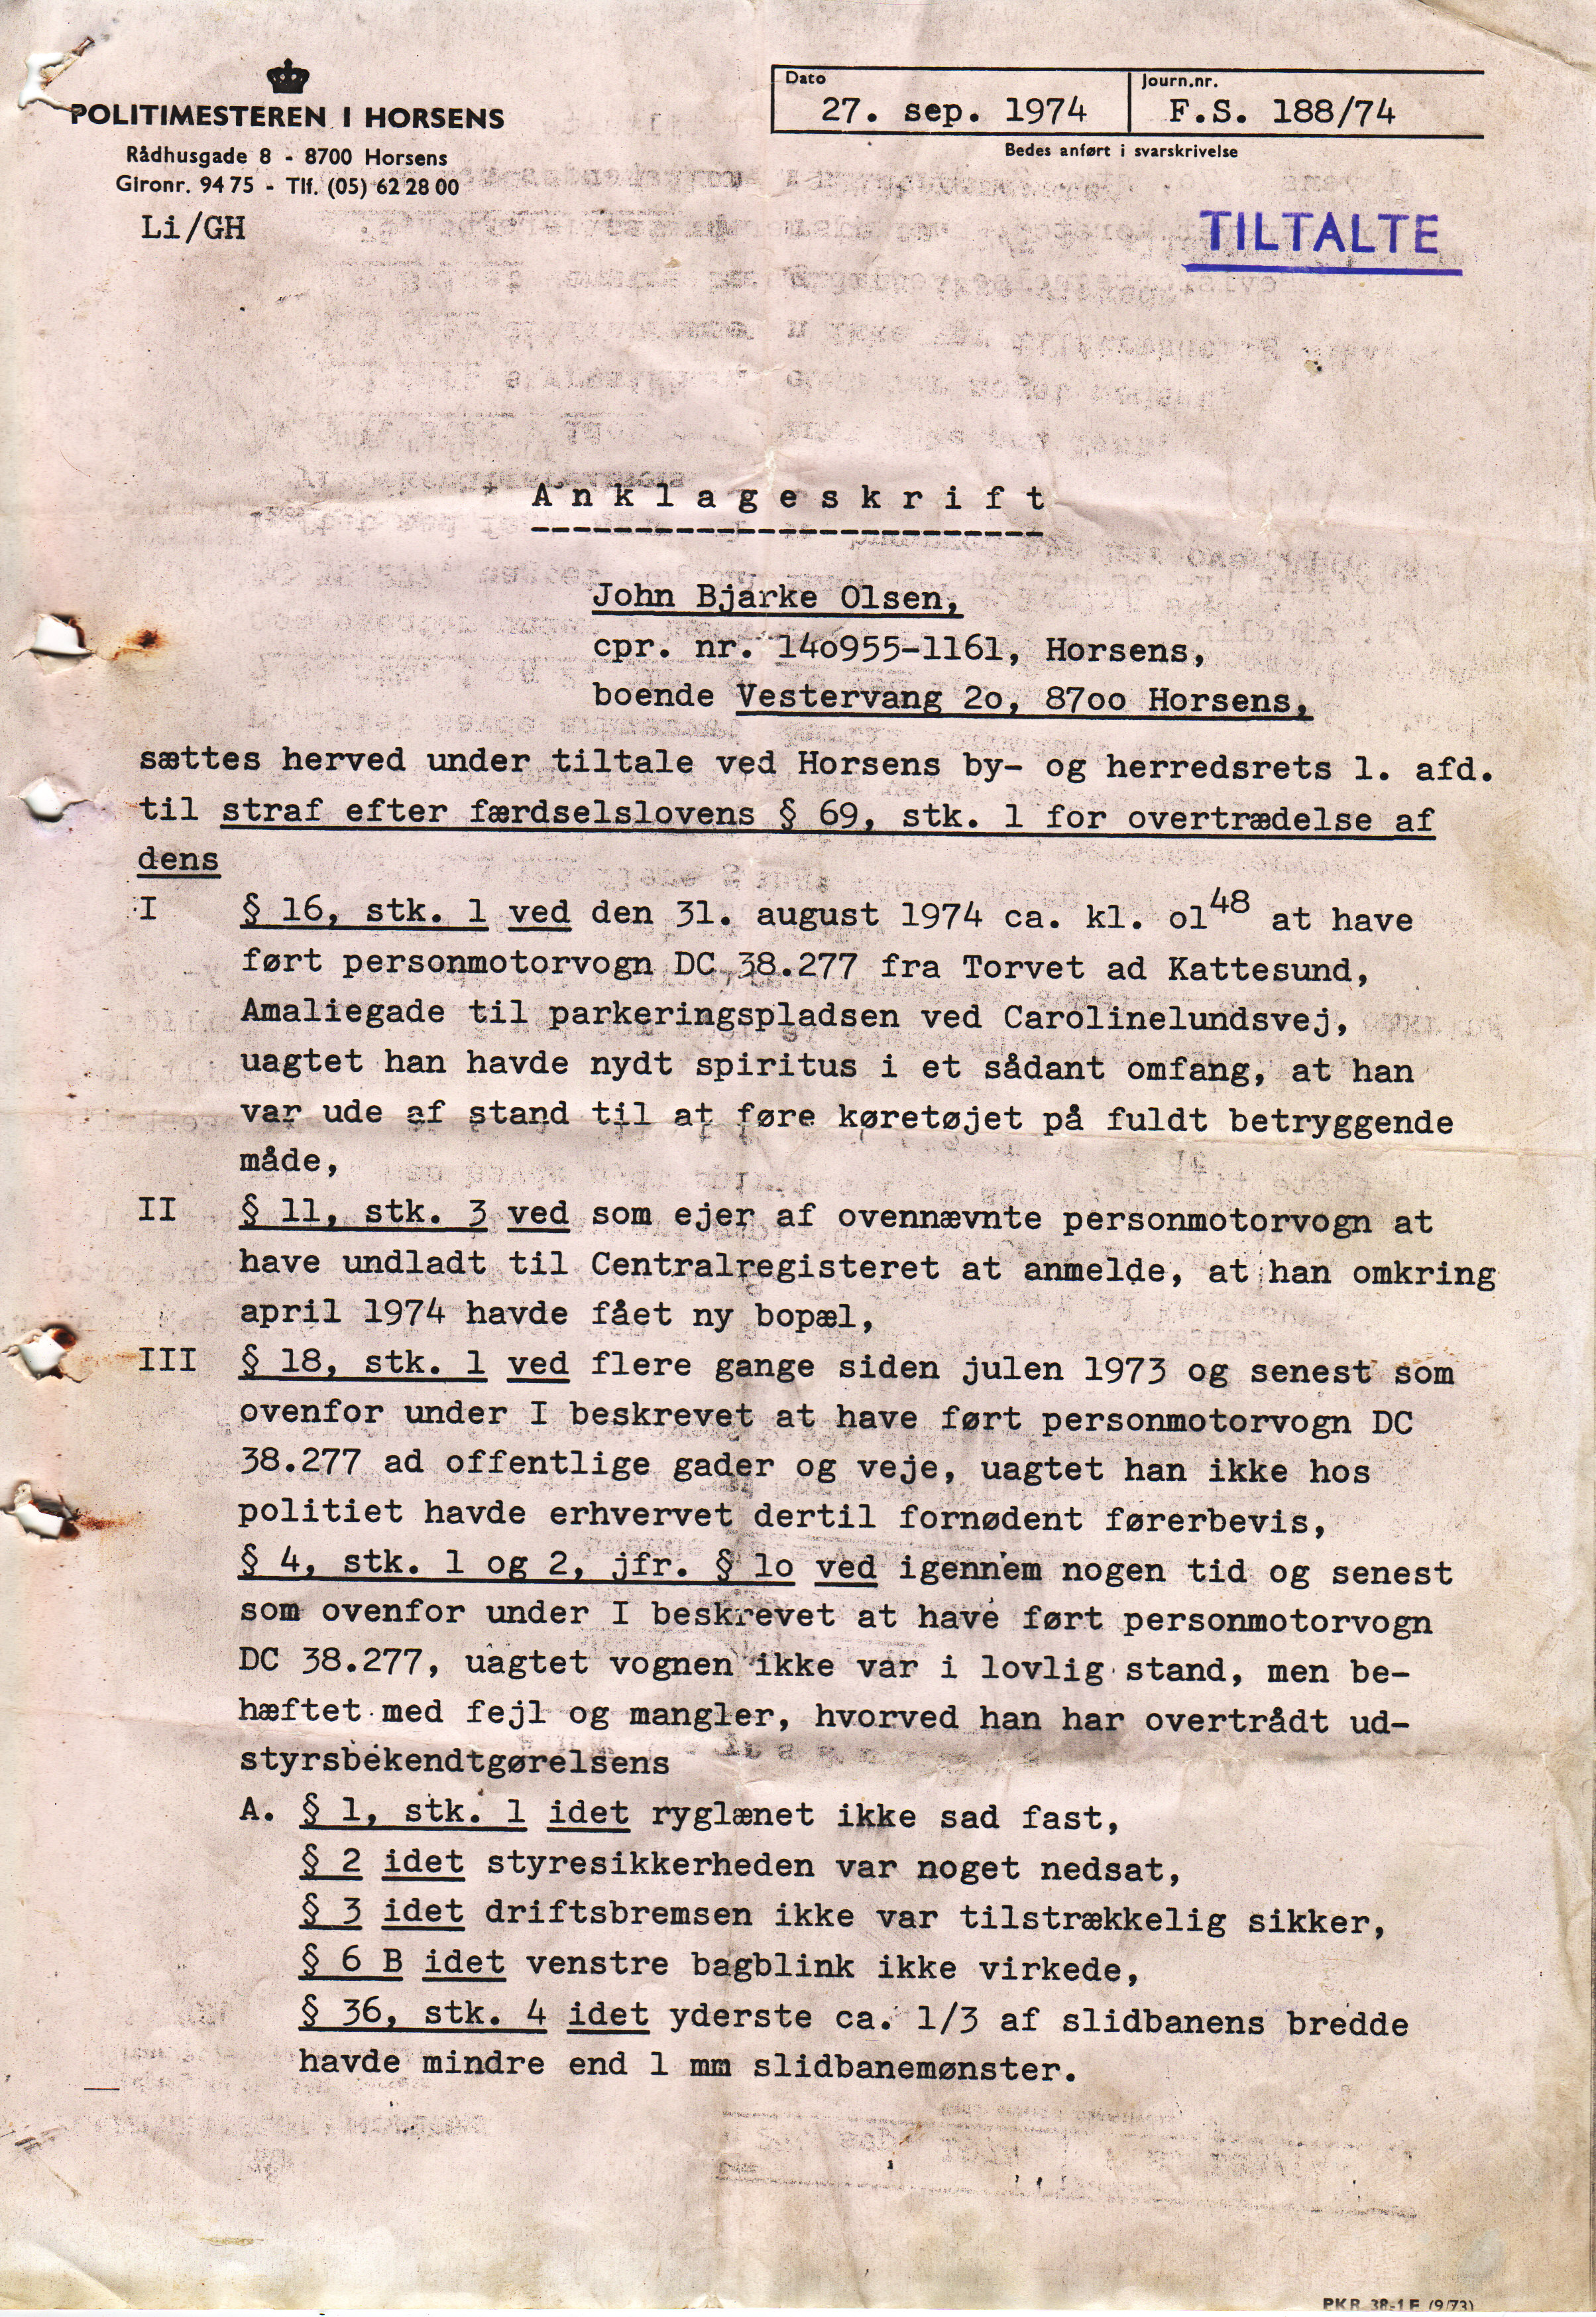 POLITIMESTEREN I HORSENS
Rådhusgade 8 - 8700 Horsens
Gironr. 94 75 - Tlf. (05) 62 28 00
Li/GH
Dato
27. sep. 1974
Journ.nr.
F.S. 188/74
Bedes anført i svarskrivelse
TILTALTE
A n k l a g e s k r i f t
-------------------------
John Bjarke Olsen,
cpr. nr. 14o955-1161, Horsens,
boende Vestervang 2o, 87oo Horsens,
sættes herved under tiltale ved Horsens by- og herredsrets 1. afd.
til straf efter færdselslovens § 69, stk. 1 for overtrædelse af
dens
I § 16, stk. 1 ved den 31. august 1974 ca. kl. o1⁴⁸ at have
ført personmotorvogn DC 38.277 fra Torvet ad Kattesund,
Amaliegade til parkeringspladsen ved Carolinelundsvej,
uagtet han havde nydt spiritus i et sådant omfang, at han
var ude af stand til at føre køretøjet på fuldt betryggende
måde,
II § 11, stk. 3 ved som ejer af ovennævnte personmotorvogn at
have undladt til Centralregisteret at anmelde, at han omkring
april 1974 havde fået ny bopæl,
III § 18, stk. 1 ved flere gange siden julen 1973 og senest som
ovenfor under I beskrevet at have ført personmotorvogn DC
38.277 ad offentlige gader og veje, uagtet han ikke hos
politiet havde erhvervet dertil fornødent førerbevis,
§ 4, stk. 1 og 2, jfr. § 1o ved igennem nogen tid og senest
som ovenfor under I beskrevet at have ført personmotorvogn
DC 38.277, uagtet vognen ikke var i lovlig stand, men be-
hæftet med fejl og mangler, hvorved han har overtrådt ud-
styrsbekendtgørelsens
A. § 1, stk. 1 idet ryglænet ikke sad fast,
§ 2 idet styresikkerheden var noget nedsat,
§ 3 idet driftsbremsen ikke var tilstrækkelig sikker,
§ 6 B idet venstre bagblink ikke virkede,
§ 36, stk. 4 idet yderste ca. 1/3 af slidbanens bredde
havde mindre end 1 mm slidbanemønster.
PKR 38-1 F (9/73)